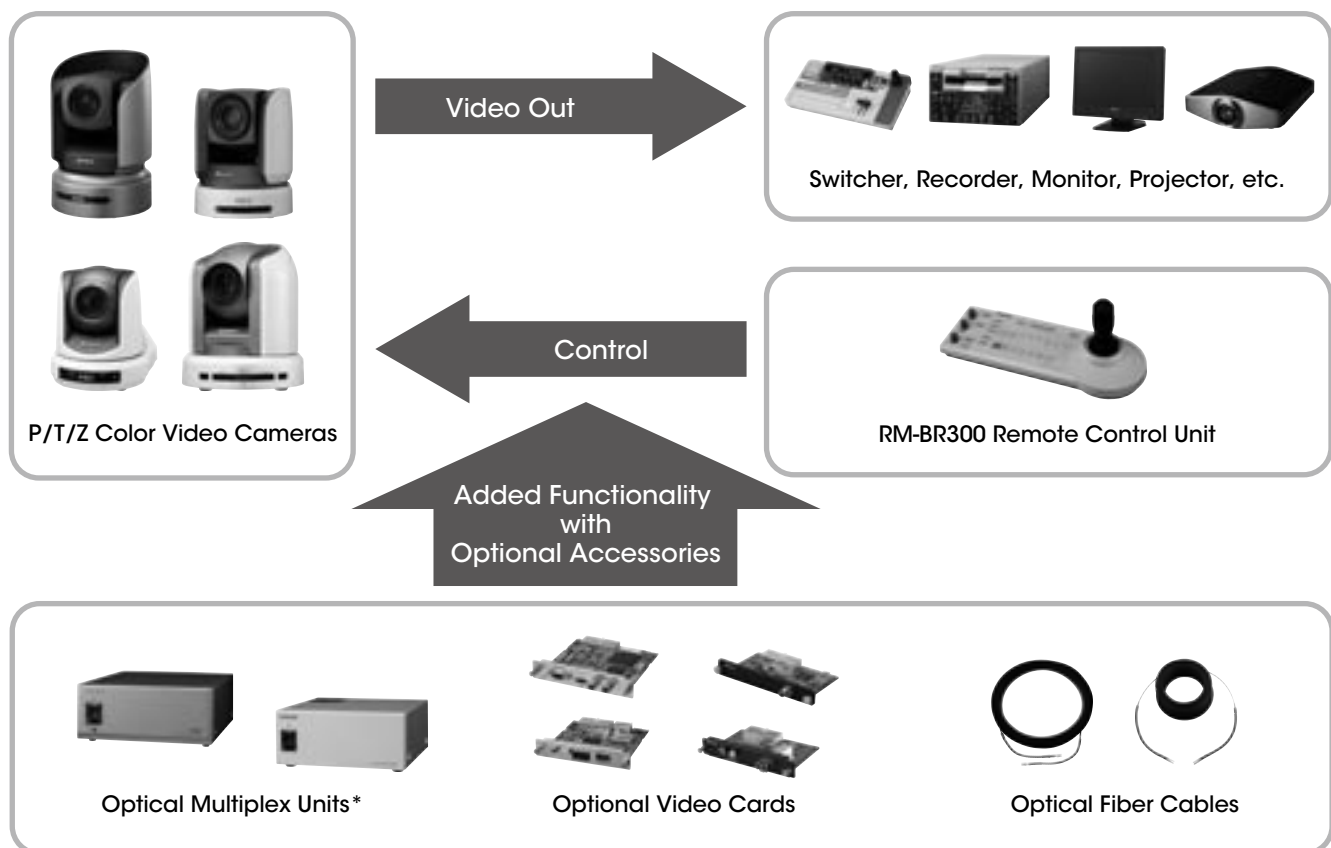 Video Out
Switcher, Recorder, Monitor, Projector, etc.
P/T/Z Color Video Cameras
Control
RM-BR300 Remote Control Unit
Added Functionality
with
Optional Accessories
Optical Multiplex Units*
Optional Video Cards
Optical Fiber Cables